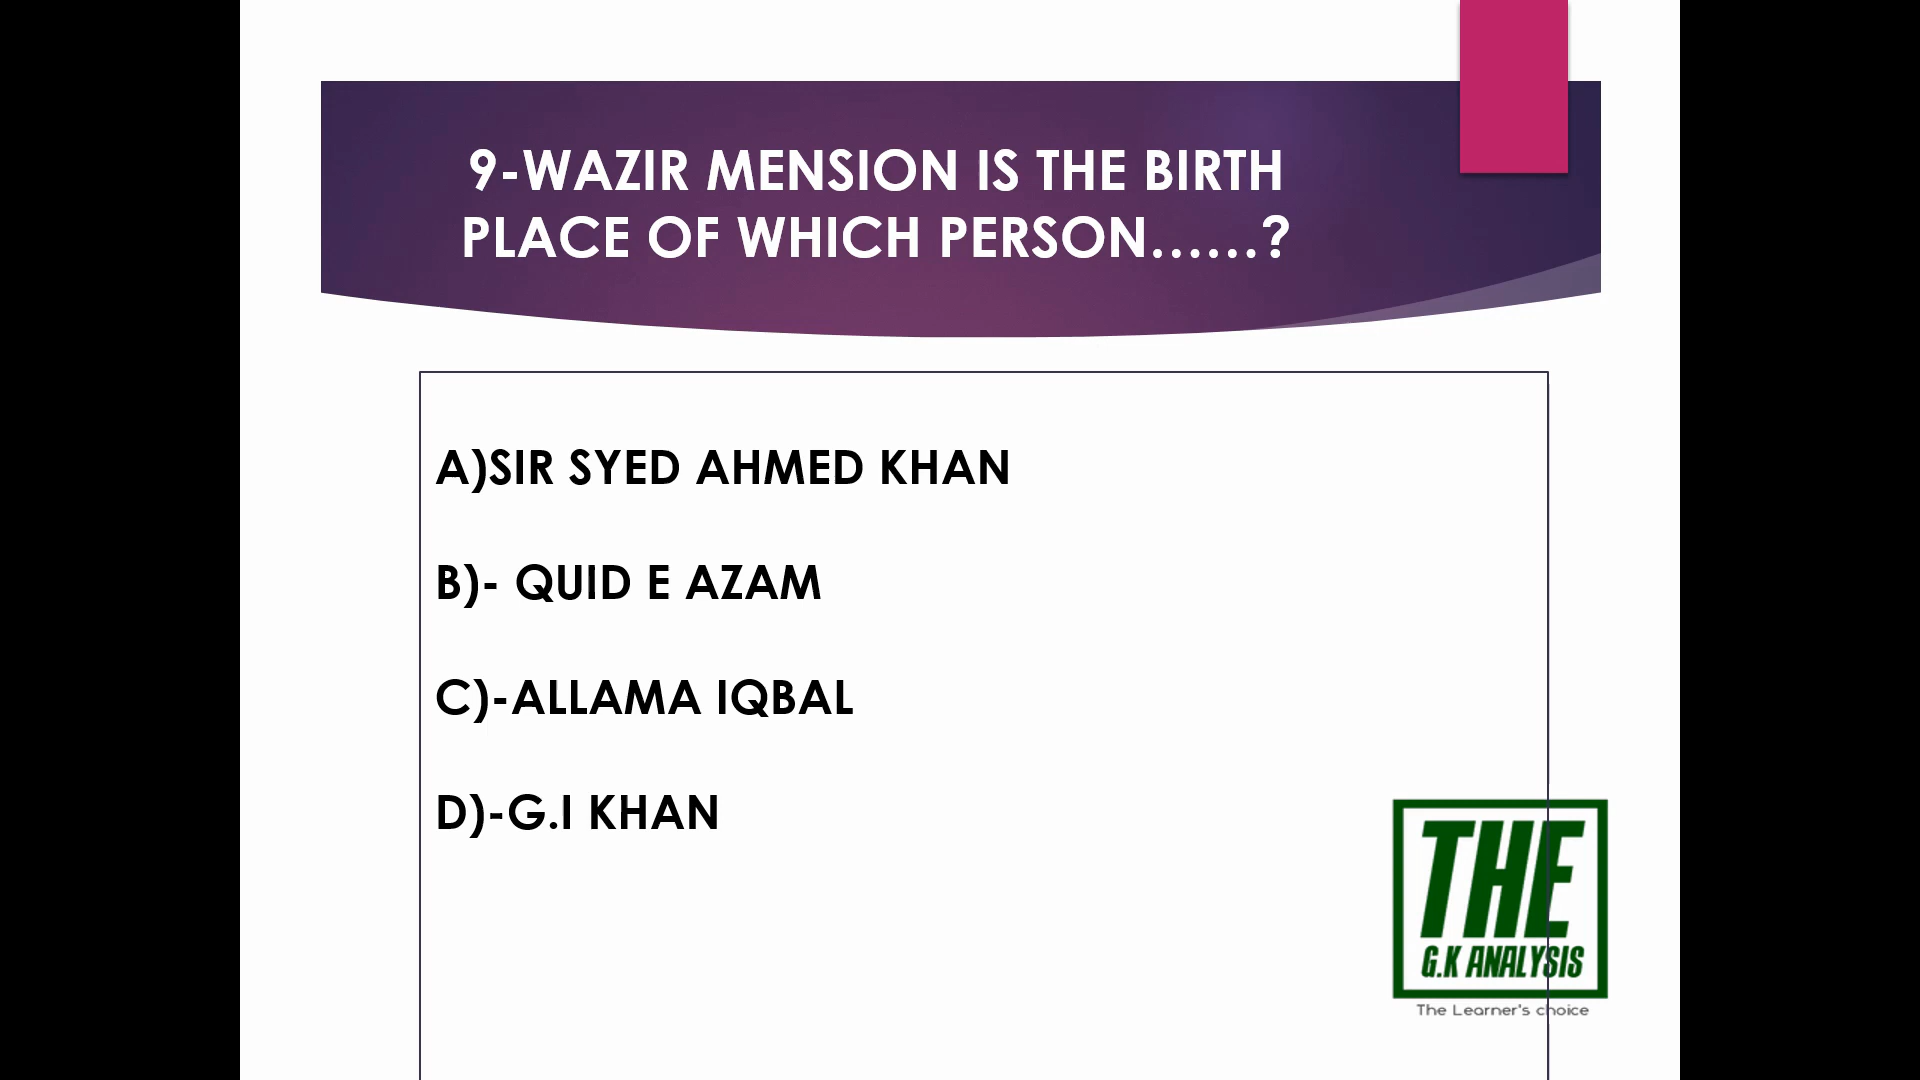 9-WAZIR MENSION IS THE BIRTH
PLACE OF WHICH PERSON......?
A)SIR SYED AHMED KHAN
B)- QUID E AZAM
C)-ALLAMA IQBAL
D)-G.I KHAN
THE
G.K ANALYSIS
The Learner's choice